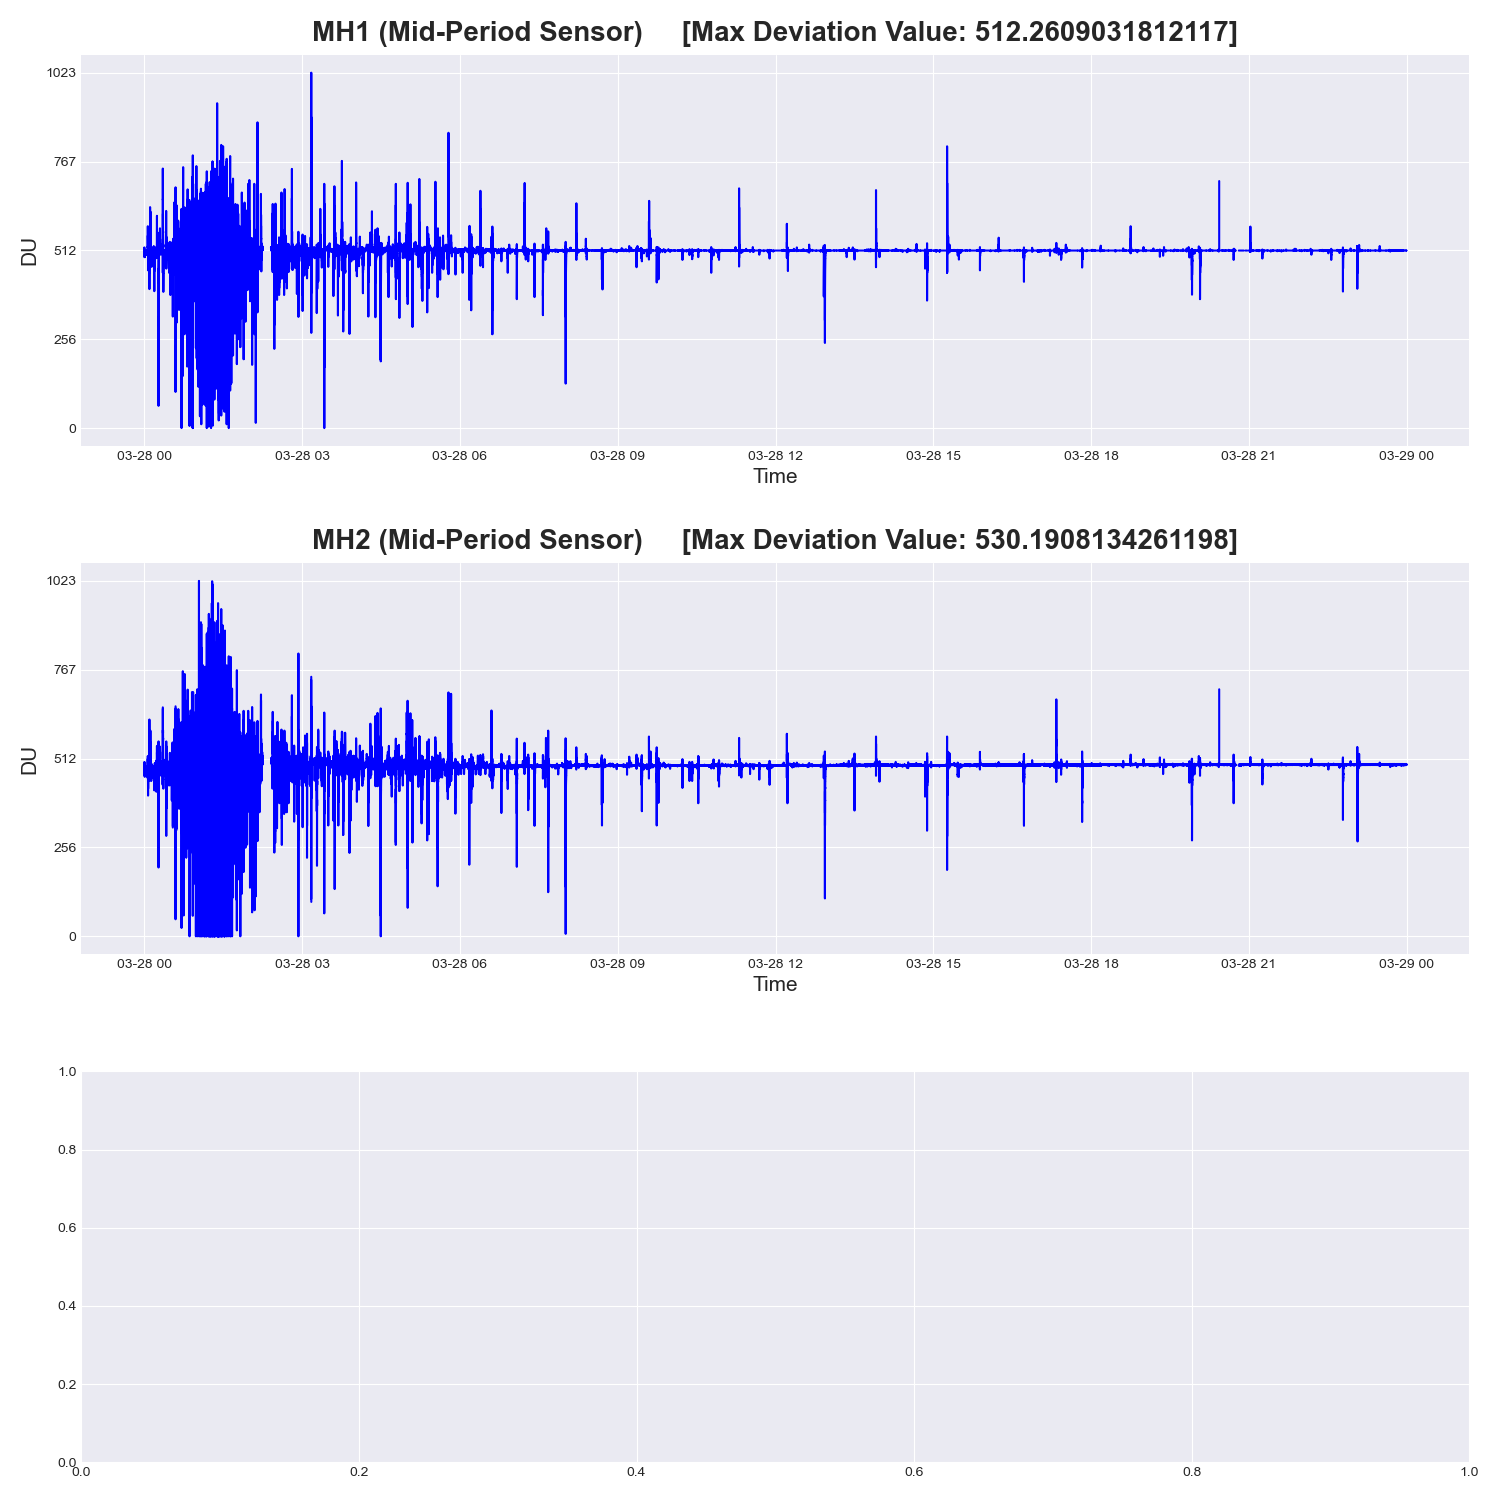 MH1 (Mid-Period Sensor) [Max Deviation Value: 512.2609031812117]
1023
767
512
256
0
DU
03-28 00 03-28 03 03-28 06 03-28 09 03-28 12 03-28 15 03-28 18 03-28 21 03-29 00
Time
MH2 (Mid-Period Sensor) [Max Deviation Value: 530.1908134261198]
1023
767
512
256
0
DU
03-28 00 03-28 03 03-28 06 03-28 09 03-28 12 03-28 15 03-28 18 03-28 21 03-29 00
Time
1.0
0.8
0.6
0.4
0.2
0.0
0.0 0.2 0.4 0.6 0.8 1.0